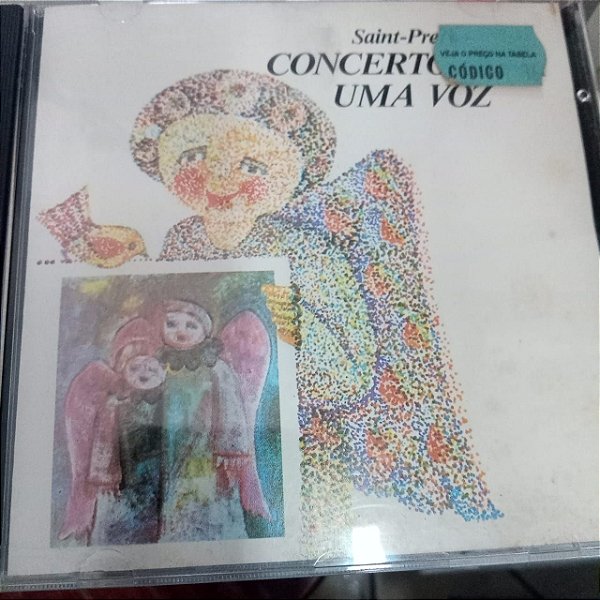 Saint-Pre
CONCERTO
UMA VOZ
VEJA O PREÇO NA TABELA
CÓDIGO